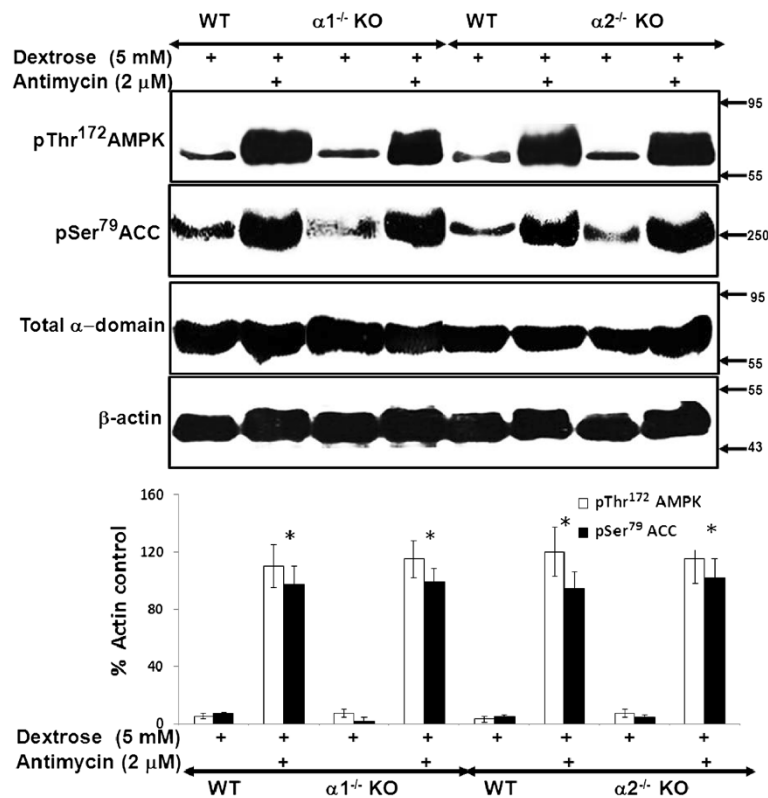 WT α1⁻/⁻ KO WT α2⁻/⁻ KO
Dextrose (5 mM) + + + + + + + +
Antimycin (2 μM) + + + +
pThr¹⁷²AMPK
95
55
pSer⁷⁹ACC
250
Total α–domain
95
55
β-actin
55
43
160
120
80
40
0
% Actin control
pThr¹⁷² AMPK
pSer⁷⁹ ACC
* * * *
Dextrose (5 mM) + + + + + + + +
Antimycin (2 μM) + + + +
WT α1⁻/⁻ KO WT α2⁻/⁻ KO